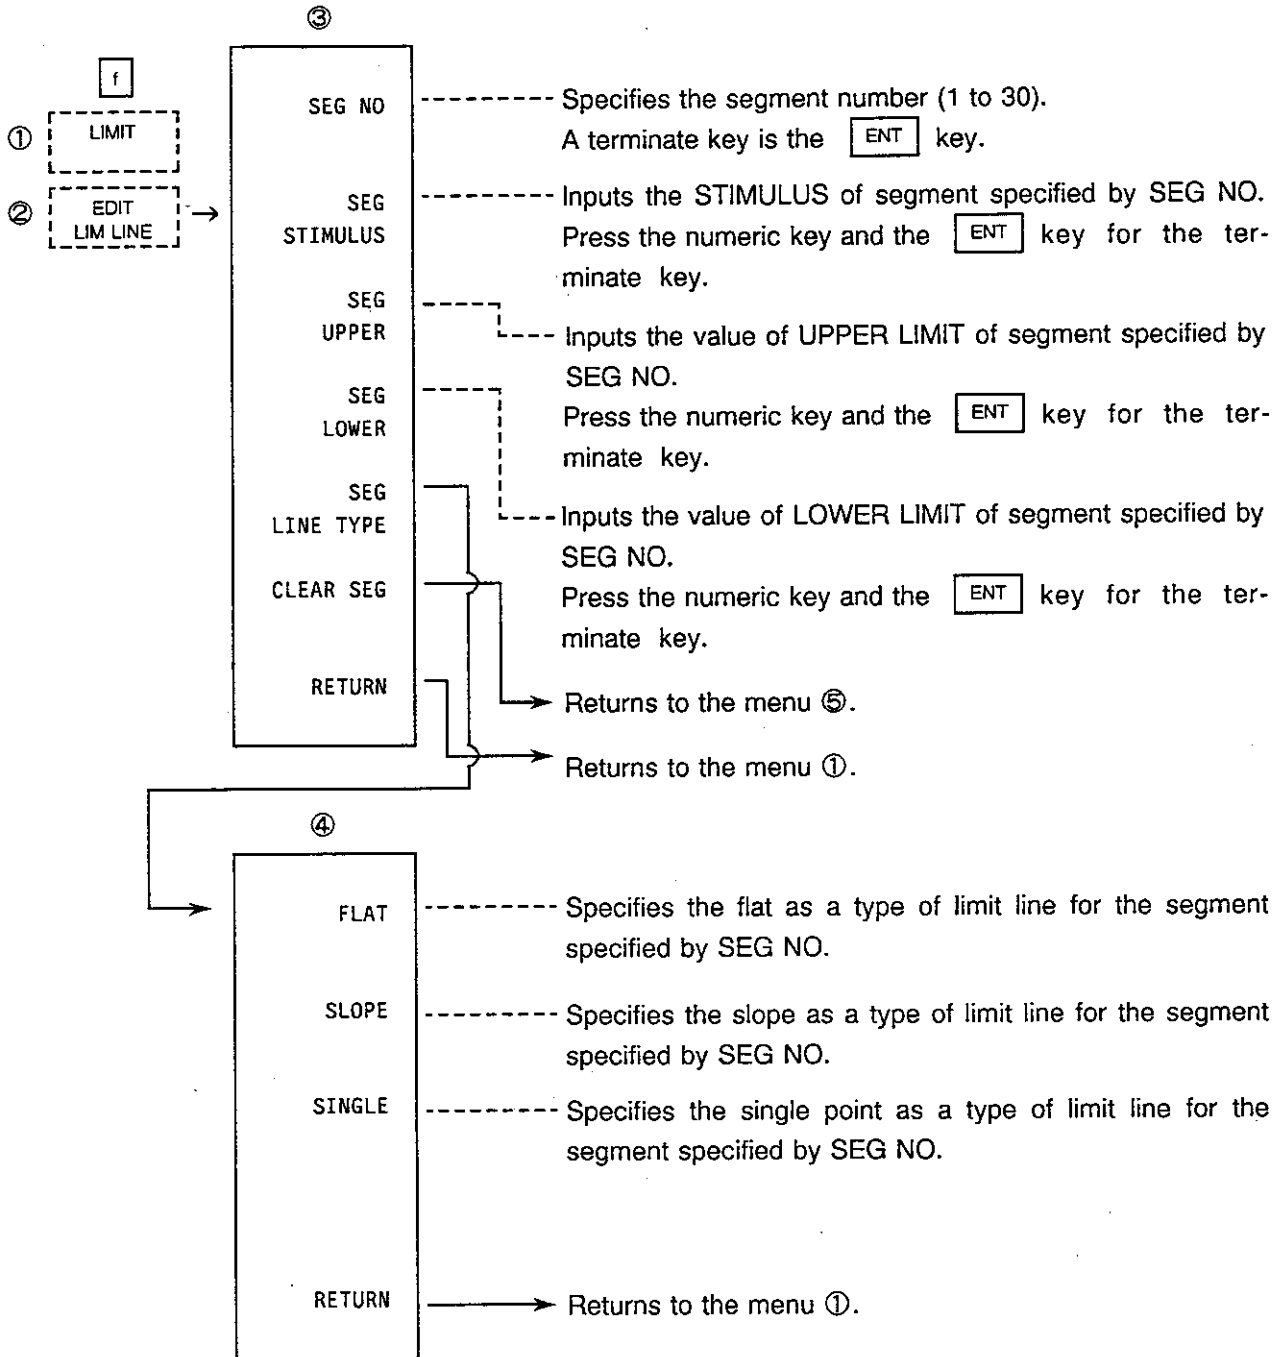 ③
f
① LIMIT
② EDIT
LIM LINE
→
SEG NO
Specifies the segment number (1 to 30).
A terminate key is the ENT key.
SEG
STIMULUS
Inputs the STIMULUS of segment specified by SEG NO.
Press the numeric key and the ENT key for the ter-
minate key.
SEG
UPPER
Inputs the value of UPPER LIMIT of segment specified by
SEG NO.
Press the numeric key and the ENT key for the ter-
minate key.
SEG
LOWER
Inputs the value of LOWER LIMIT of segment specified by
SEG NO.
Press the numeric key and the ENT key for the ter-
minate key.
SEG
LINE TYPE
CLEAR SEG
Returns to the menu ⑤.
RETURN
Returns to the menu ①.
④
FLAT
Specifies the flat as a type of limit line for the segment
specified by SEG NO.
SLOPE
Specifies the slope as a type of limit line for the segment
specified by SEG NO.
SINGLE
Specifies the single point as a type of limit line for the
segment specified by SEG NO.
RETURN
Returns to the menu ①.